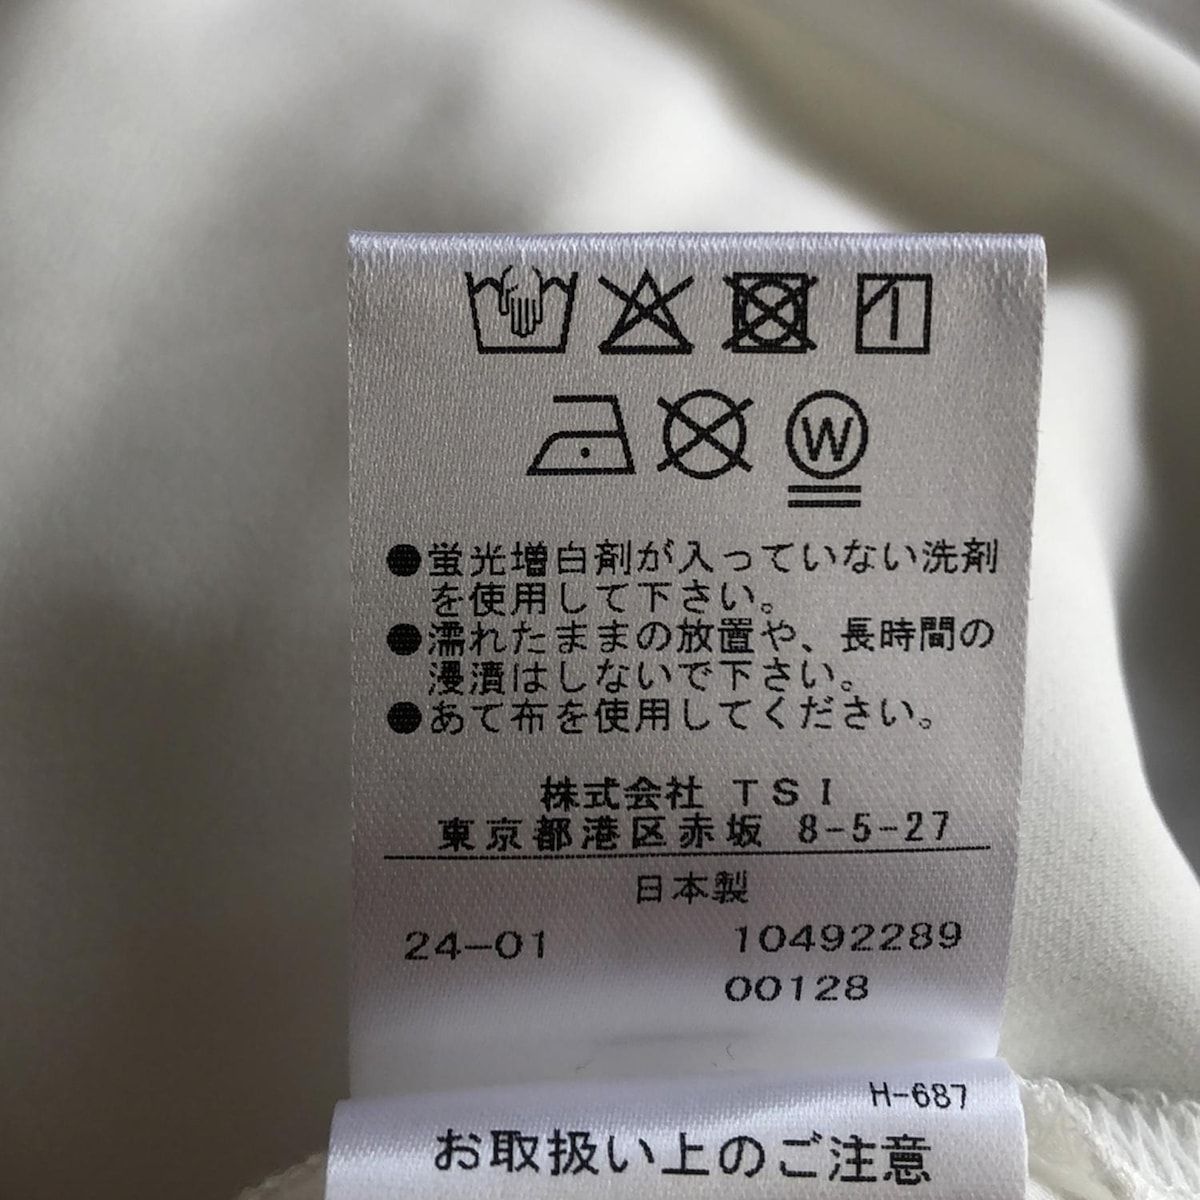 W
●蛍光増白剤が入っていない洗剤
を使用して下さい。
●濡れたままの放置や、長時間の
浸漬はしないで下さい。
●あて布を使用してください。
株式会社 TSI
東京都港区赤坂 8-5-27
日本製
24-01 10492289
00128
H-687
お取扱い上のご注意